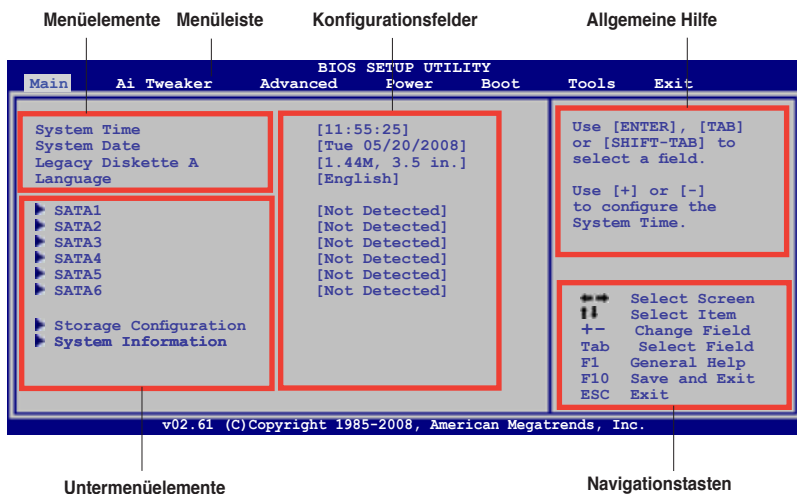 Menüelemente Menüleiste Konfigurationsfelder Allgemeine Hilfe
BIOS SETUP UTILITY
Main Ai Tweaker Advanced Power Boot Tools Exit
System Time [11:55:25]
System Date [Tue 05/20/2008]
Legacy Diskette A [1.44M, 3.5 in.]
Language [English]
SATA1 [Not Detected]
SATA2 [Not Detected]
SATA3 [Not Detected]
SATA4 [Not Detected]
SATA5 [Not Detected]
SATA6 [Not Detected]
Storage Configuration
System Information
Use [ENTER], [TAB]
or [SHIFT-TAB] to
select a field.
Use [+] or [-]
to configure the
System Time.
Select Screen
Select Item
+- Change Field
Tab Select Field
F1 General Help
F10 Save and Exit
ESC Exit
v02.61 (C)Copyright 1985-2008, American Megatrends, Inc.
Untermenüelemente Navigationstasten